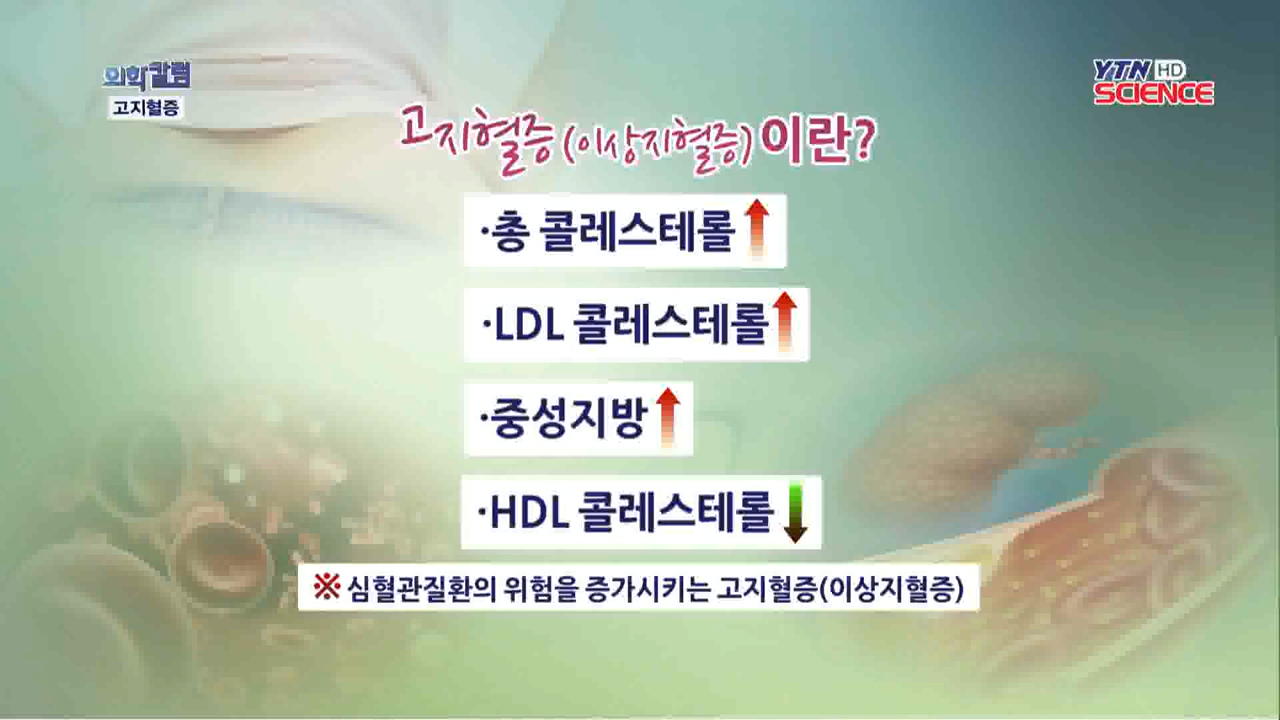 의학칼럼
고지혈증
YTN HD
SCIENCE
고지혈증(이상지혈증)이란?
·총 콜레스테롤
·LDL 콜레스테롤
·중성지방
·HDL 콜레스테롤
※ 심혈관질환의 위험을 증가시키는 고지혈증(이상지혈증)